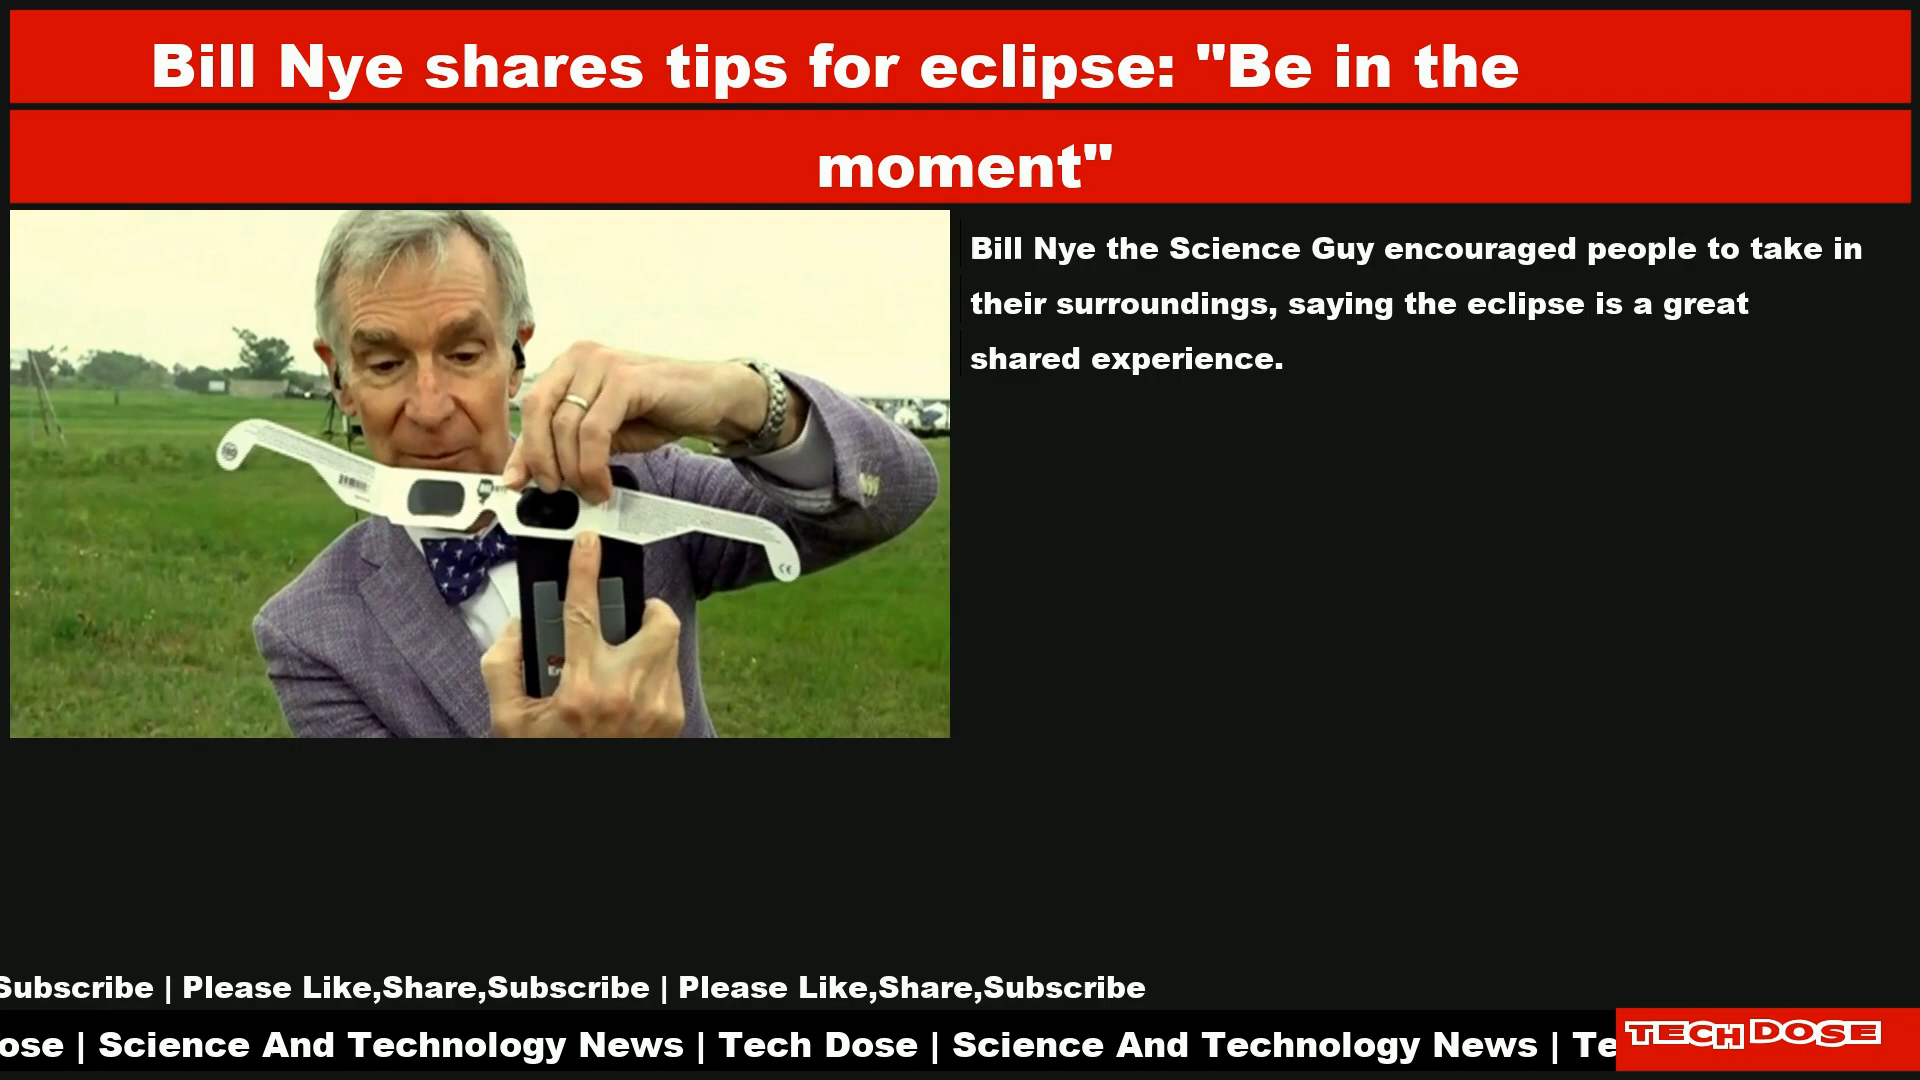 Bill Nye shares tips for eclipse: "Be in the
moment"
Bill Nye the Science Guy encouraged people to take in
their surroundings, saying the eclipse is a great
shared experience.
CE
Subscribe | Please Like,Share,Subscribe | Please Like,Share,Subscribe
ose | Science And Technology News | Tech Dose | Science And Technology News | Te
TECH DOSE